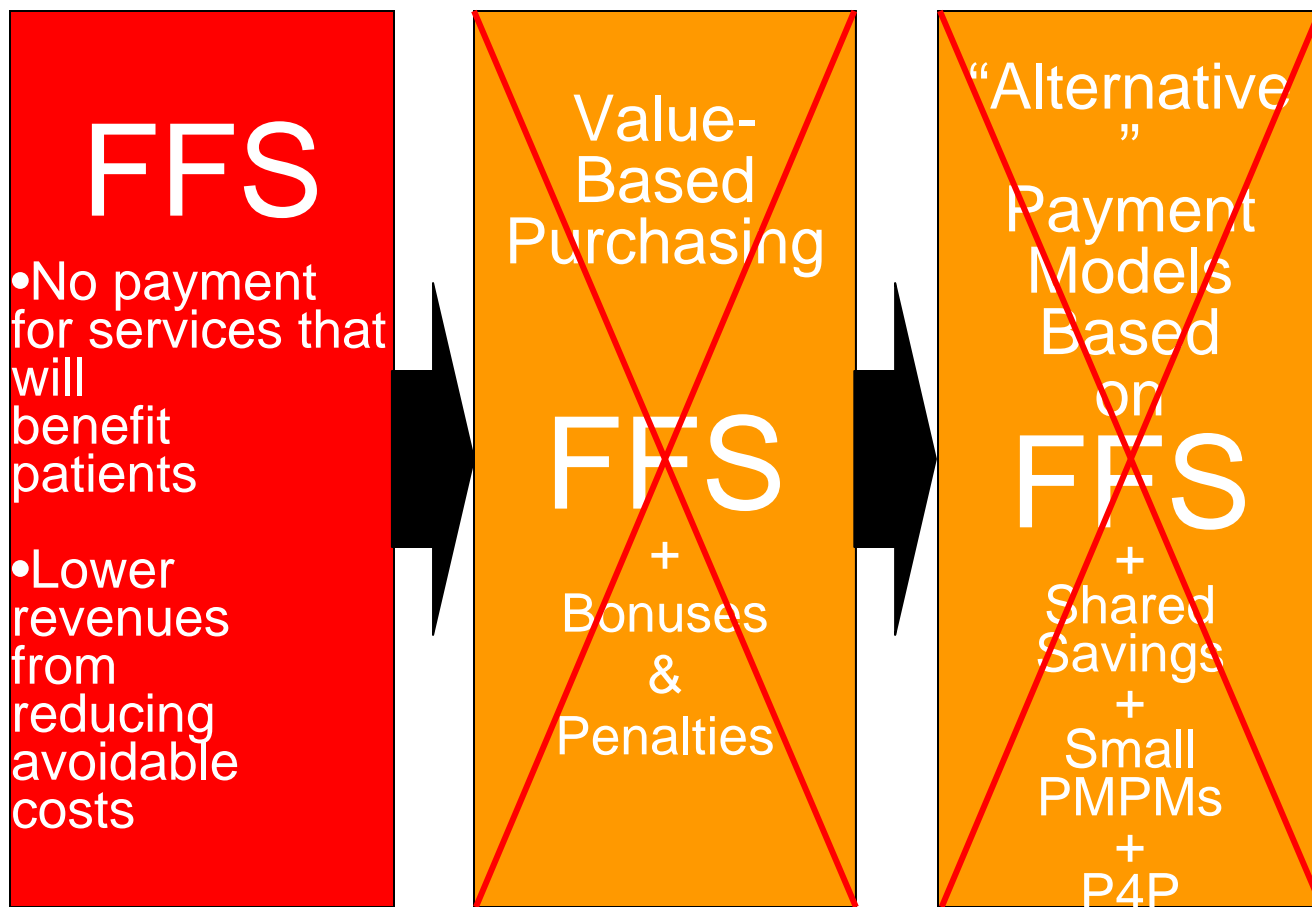 FFS
•No payment
for services that
will
benefit
patients
•Lower
revenues
from
reducing
avoidable
costs
Value-
Based
Purchasing
FFS
+
Bonuses
&
Penalties
“Alternative
”
Payment
Models
Based
on
FFS
+
Shared
Savings
+
Small
PMPMs
+
P4P